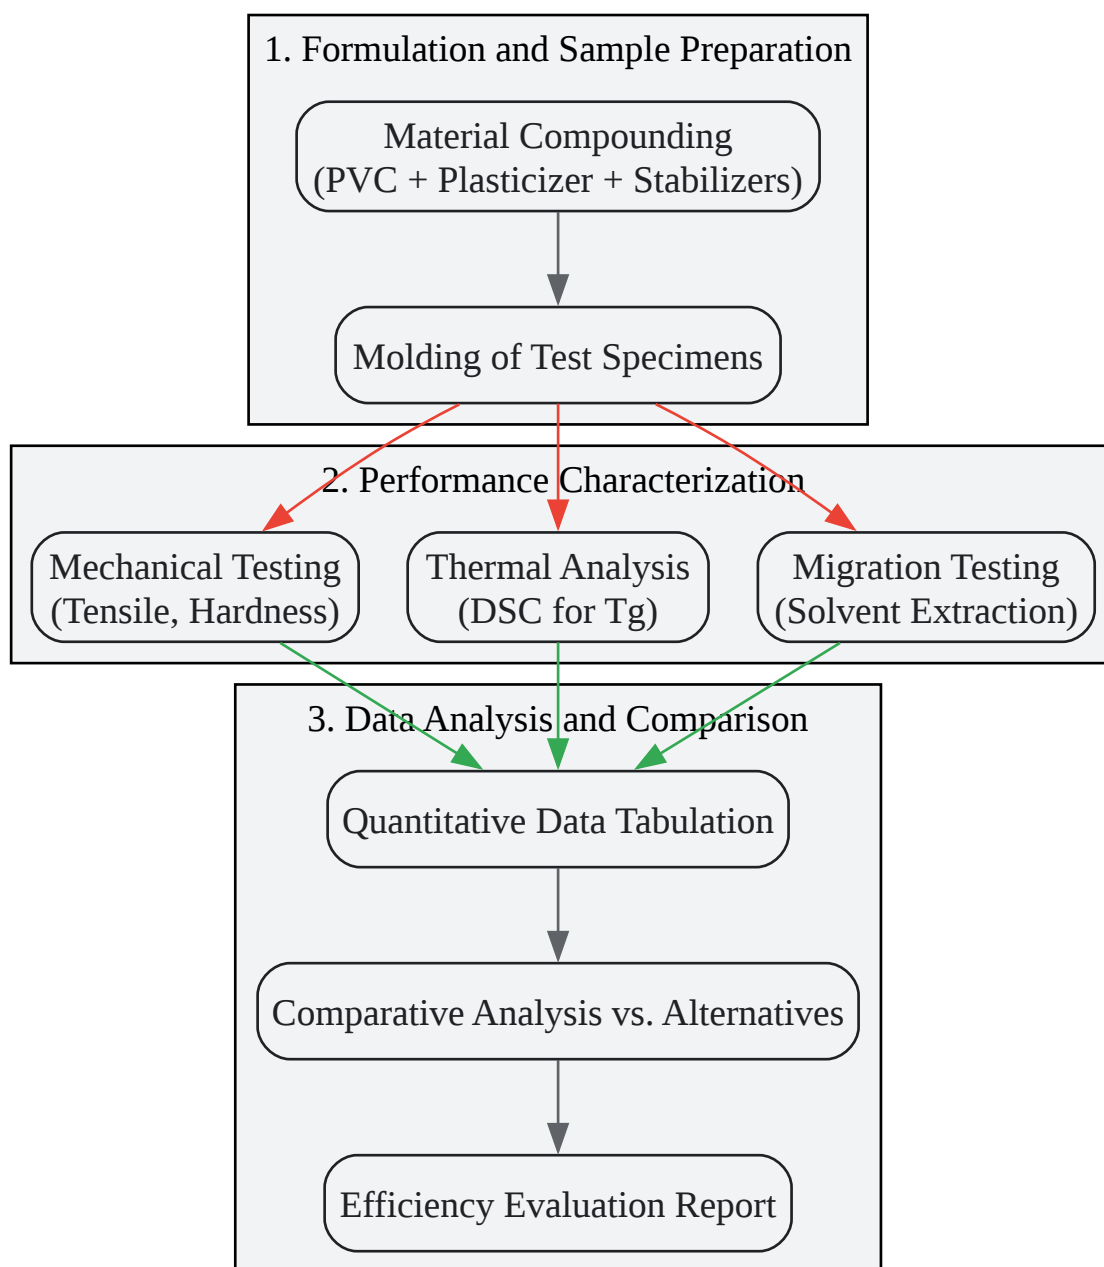 1. Formulation and Sample Preparation
Material Compounding
(PVC + Plasticizer + Stabilizers)
Molding of Test Specimens
2. Performance Characterization
Mechanical Testing
(Tensile, Hardness)
Thermal Analysis
(DSC for Tg)
Migration Testing
(Solvent Extraction)
3. Data Analysis and Comparison
Quantitative Data Tabulation
Comparative Analysis vs. Alternatives
Efficiency Evaluation Report